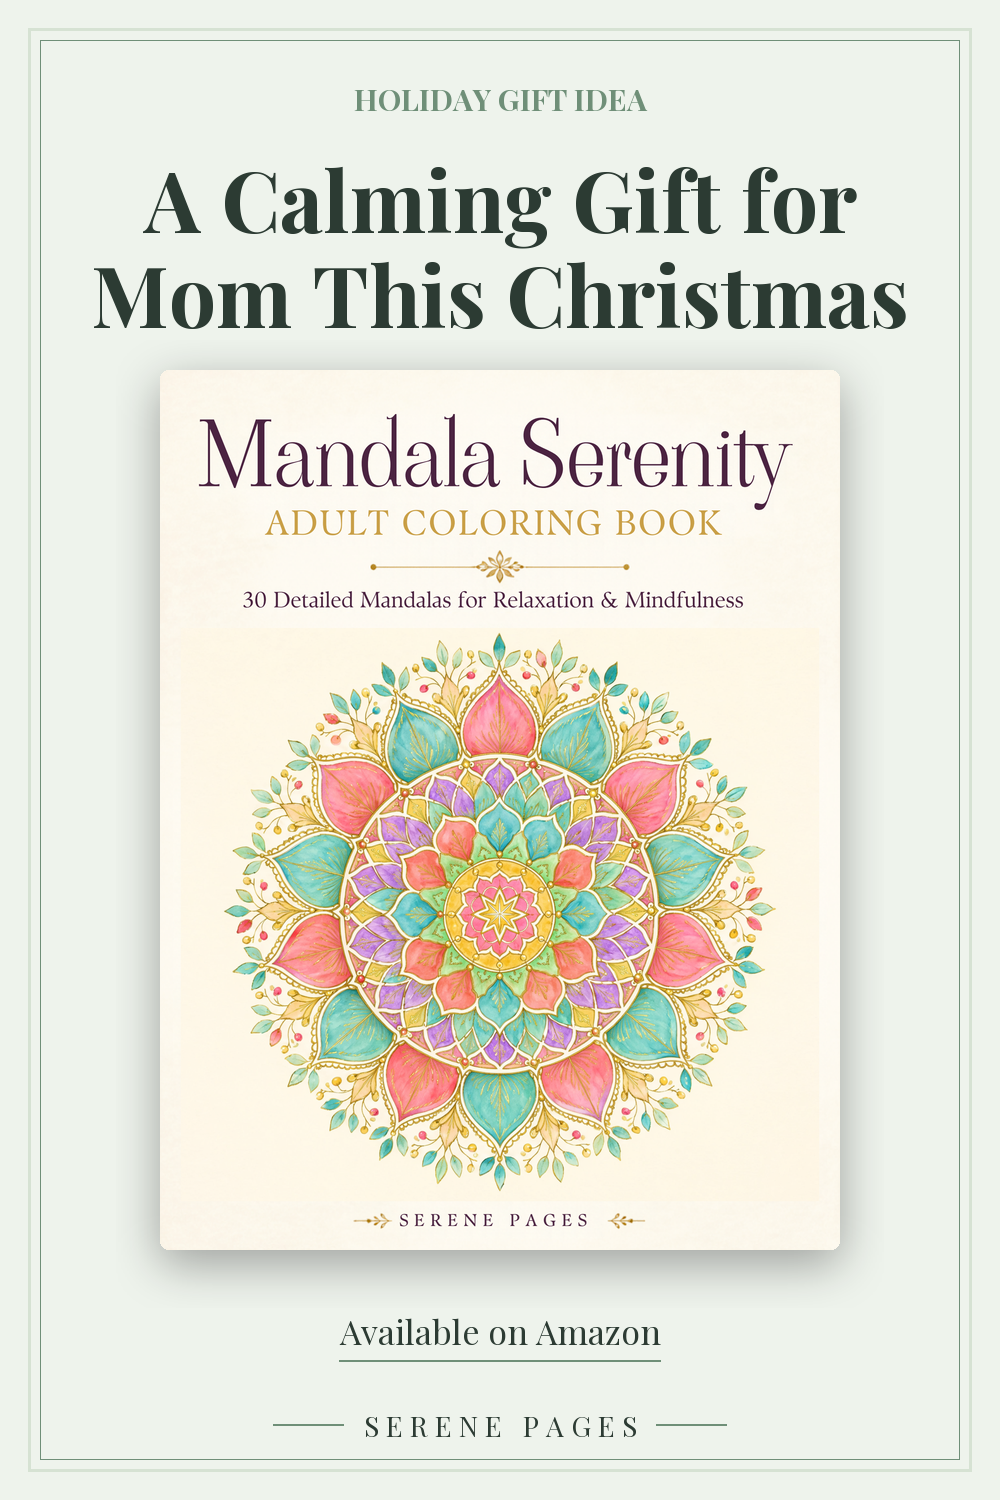 HOLIDAY GIFT IDEA
A Calming Gift for
Mom This Christmas
Mandala Serenity
ADULT COLORING BOOK
30 Detailed Mandalas for Relaxation & Mindfulness
SERENE PAGES
Available on Amazon
SERENE PAGES